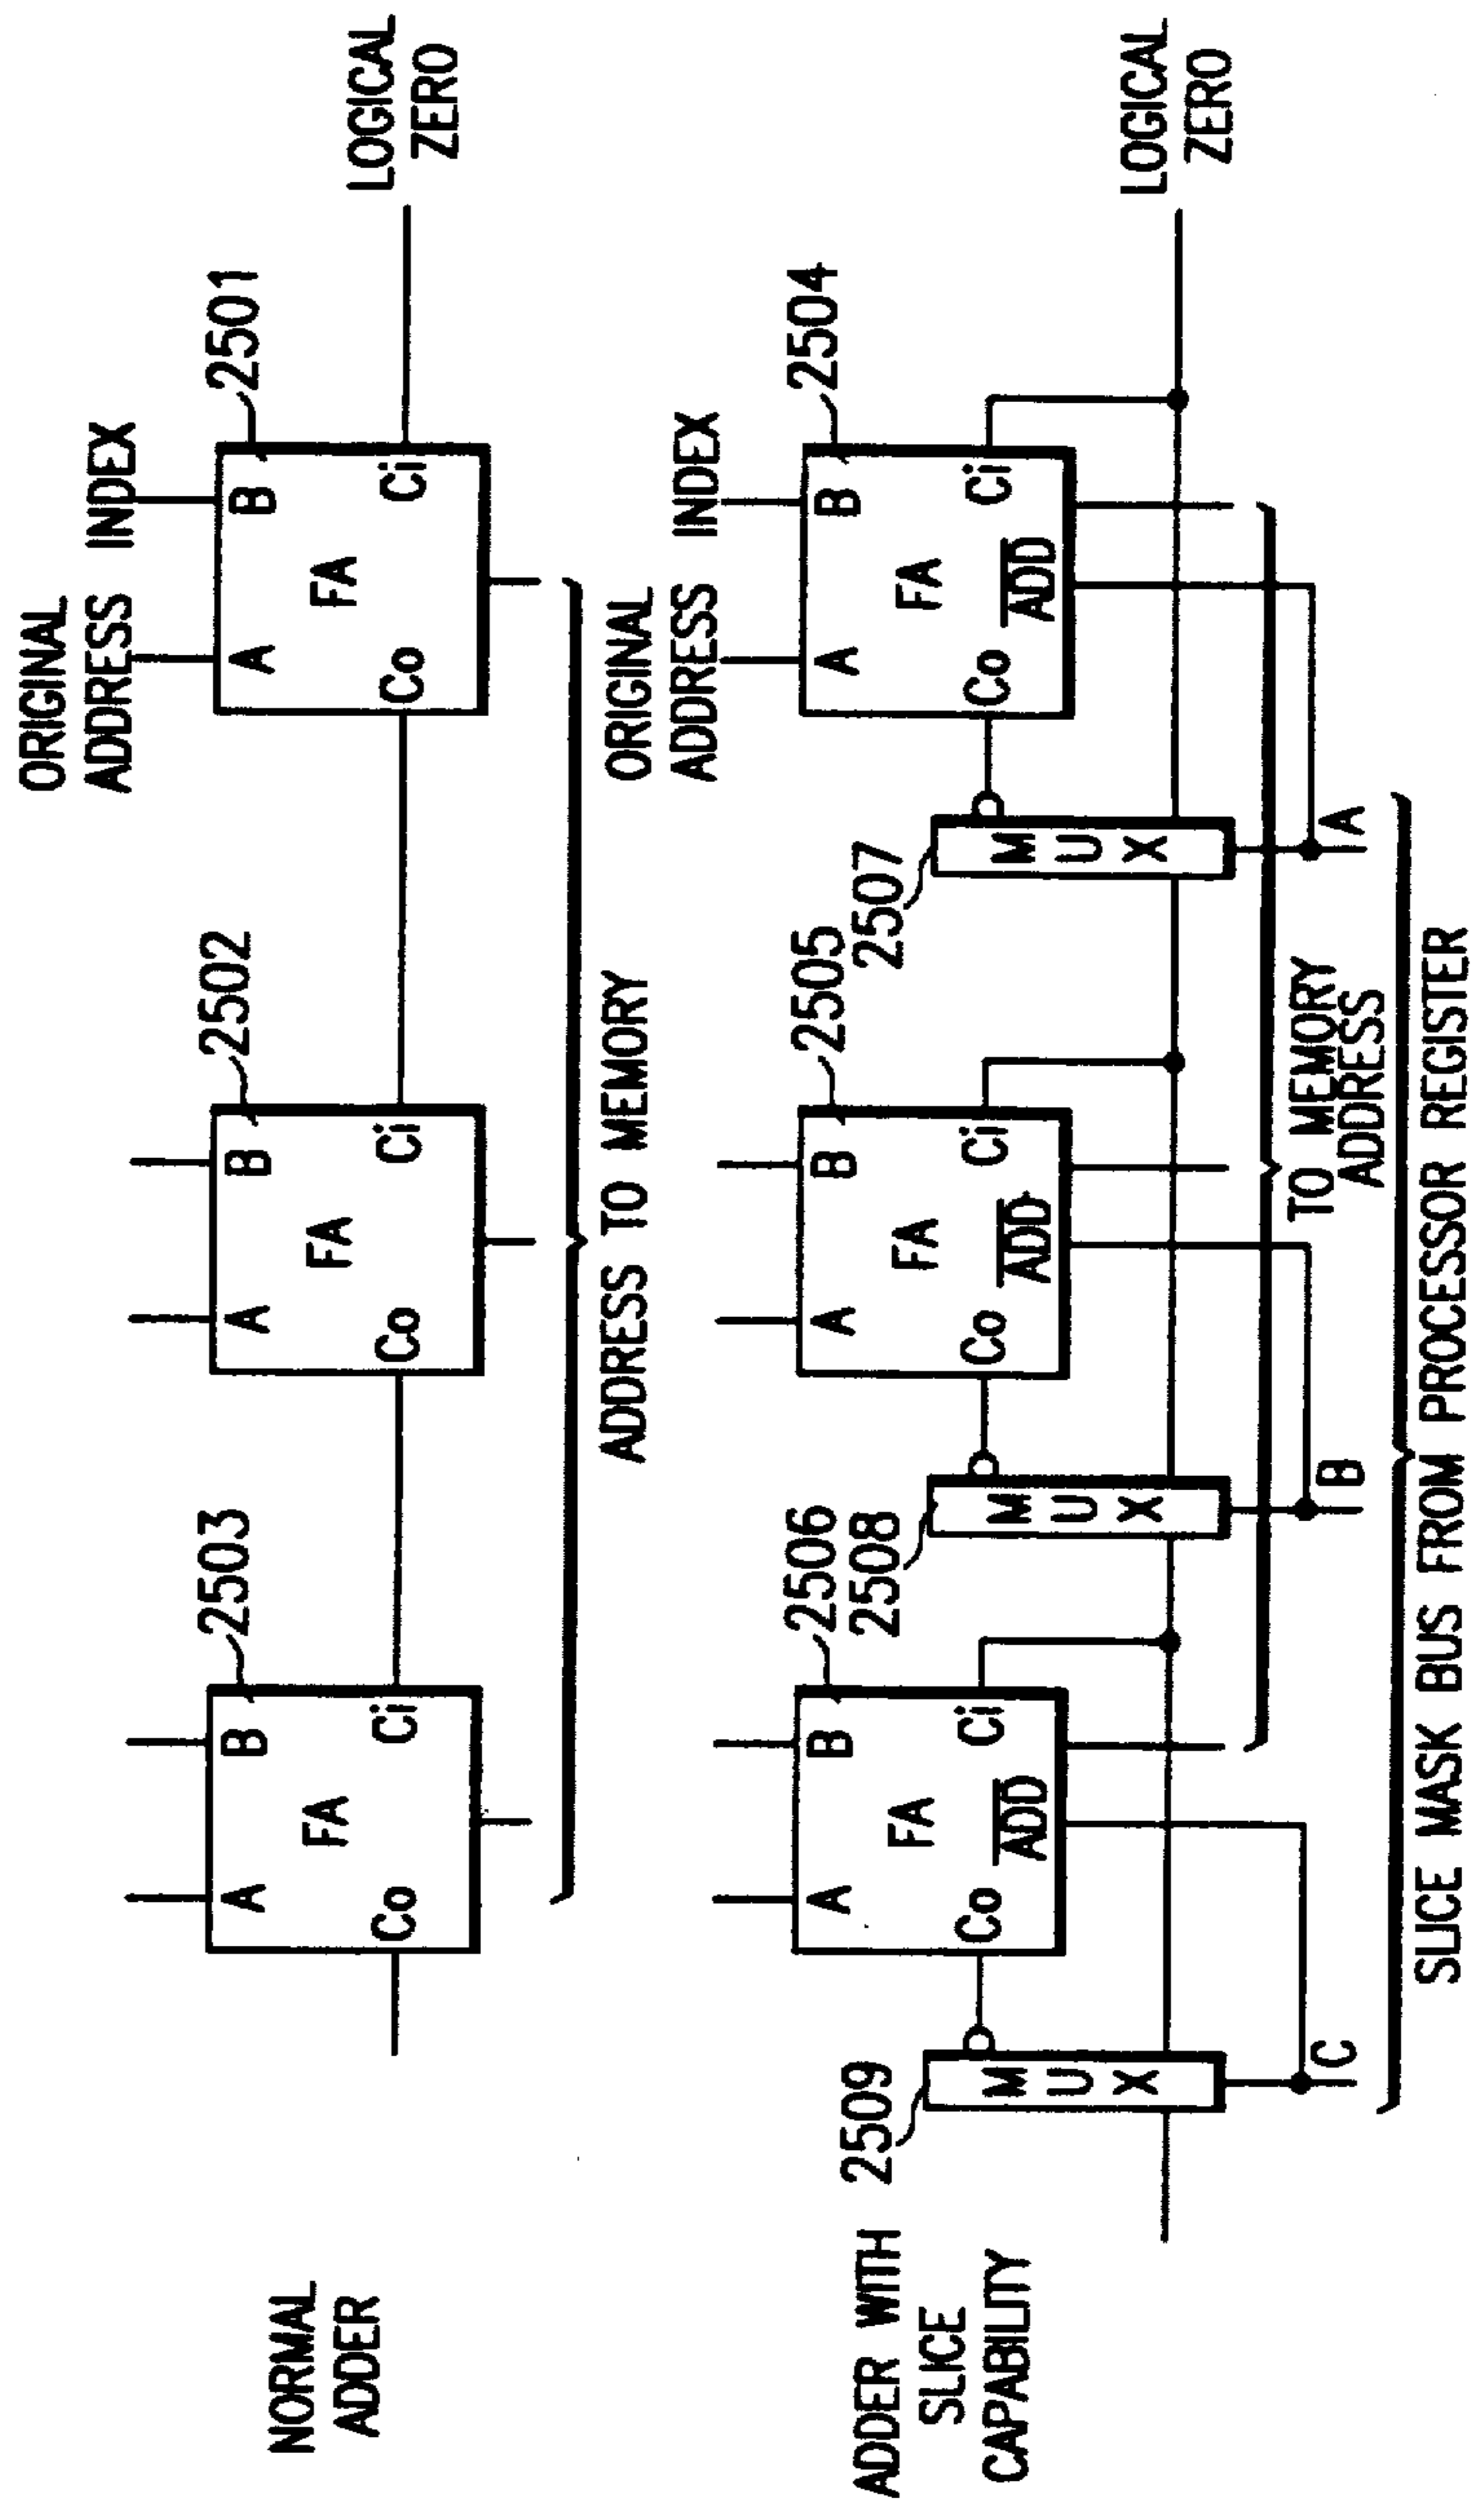 ORIGINAL
ADDRESS INDEX
2503
2502
2501
A B
FA
Co Ci
A B
FA
Co Ci
A B
FA
Co Ci
NORMAL
ADDER
LOGICAL
ZERO
ADDRESS TO MEMORY
ORIGINAL
ADDRESS INDEX
2506
2505
2504
A B
FA
Co Ci
ADD
A B
FA
Co Ci
ADD
A B
FA
Co Ci
ADD
2509
2508
2507
MUX
MUX
MUX
ADDER WITH
SLICE
CAPABILITY
LOGICAL
ZERO
C
B
A
TO MEMORY
ADDRESS
SLICE MASK BUS FROM PROCESSOR REGISTER